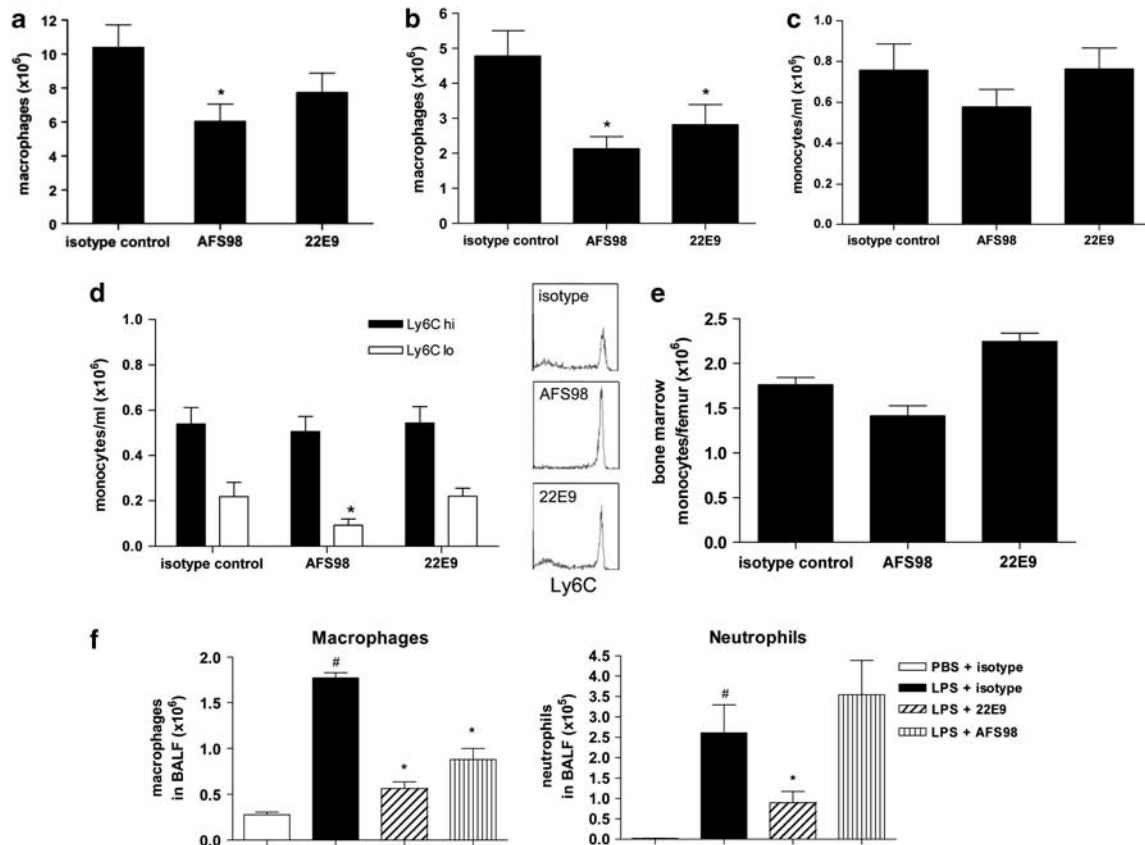 a
macrophages (x10⁶)
12
10
8
6
4
2
0
*
isotype control
AFS98
22E9
b
macrophages (x10⁶)
6
5
4
3
2
1
0
*
*
isotype control
AFS98
22E9
c
monocytes/ml (x10⁶)
1.0
0.8
0.6
0.4
0.2
0.0
isotype control
AFS98
22E9
d
monocytes/ml (x10⁶)
1.0
0.8
0.6
0.4
0.2
0.0
Ly6C hi
Ly6C lo
*
isotype control
AFS98
22E9
isotype
AFS98
22E9
Ly6C
e
bone marrow
monocytes/femur (x10⁶)
2.5
2.0
1.5
1.0
0.5
0.0
isotype control
AFS98
22E9
f
Macrophages
macrophages
in BALF (x10⁶)
2.0
1.5
1.0
0.5
0.0
#
*
*
Neutrophils
neutrophils
in BALF (x10⁵)
4.5
4.0
3.5
3.0
2.5
2.0
1.5
1.0
0.5
0.0
#
*
PBS + isotype
LPS + isotype
LPS + 22E9
LPS + AFS98